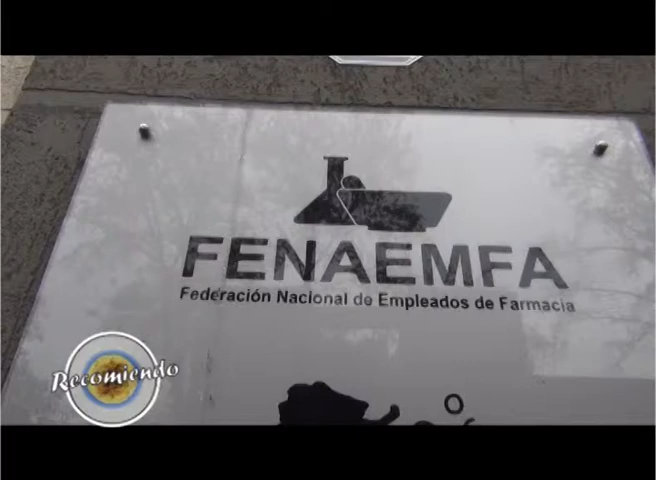 FENAEMFA
Federación Nacional de Empleados de Farmacia
Recomiendo